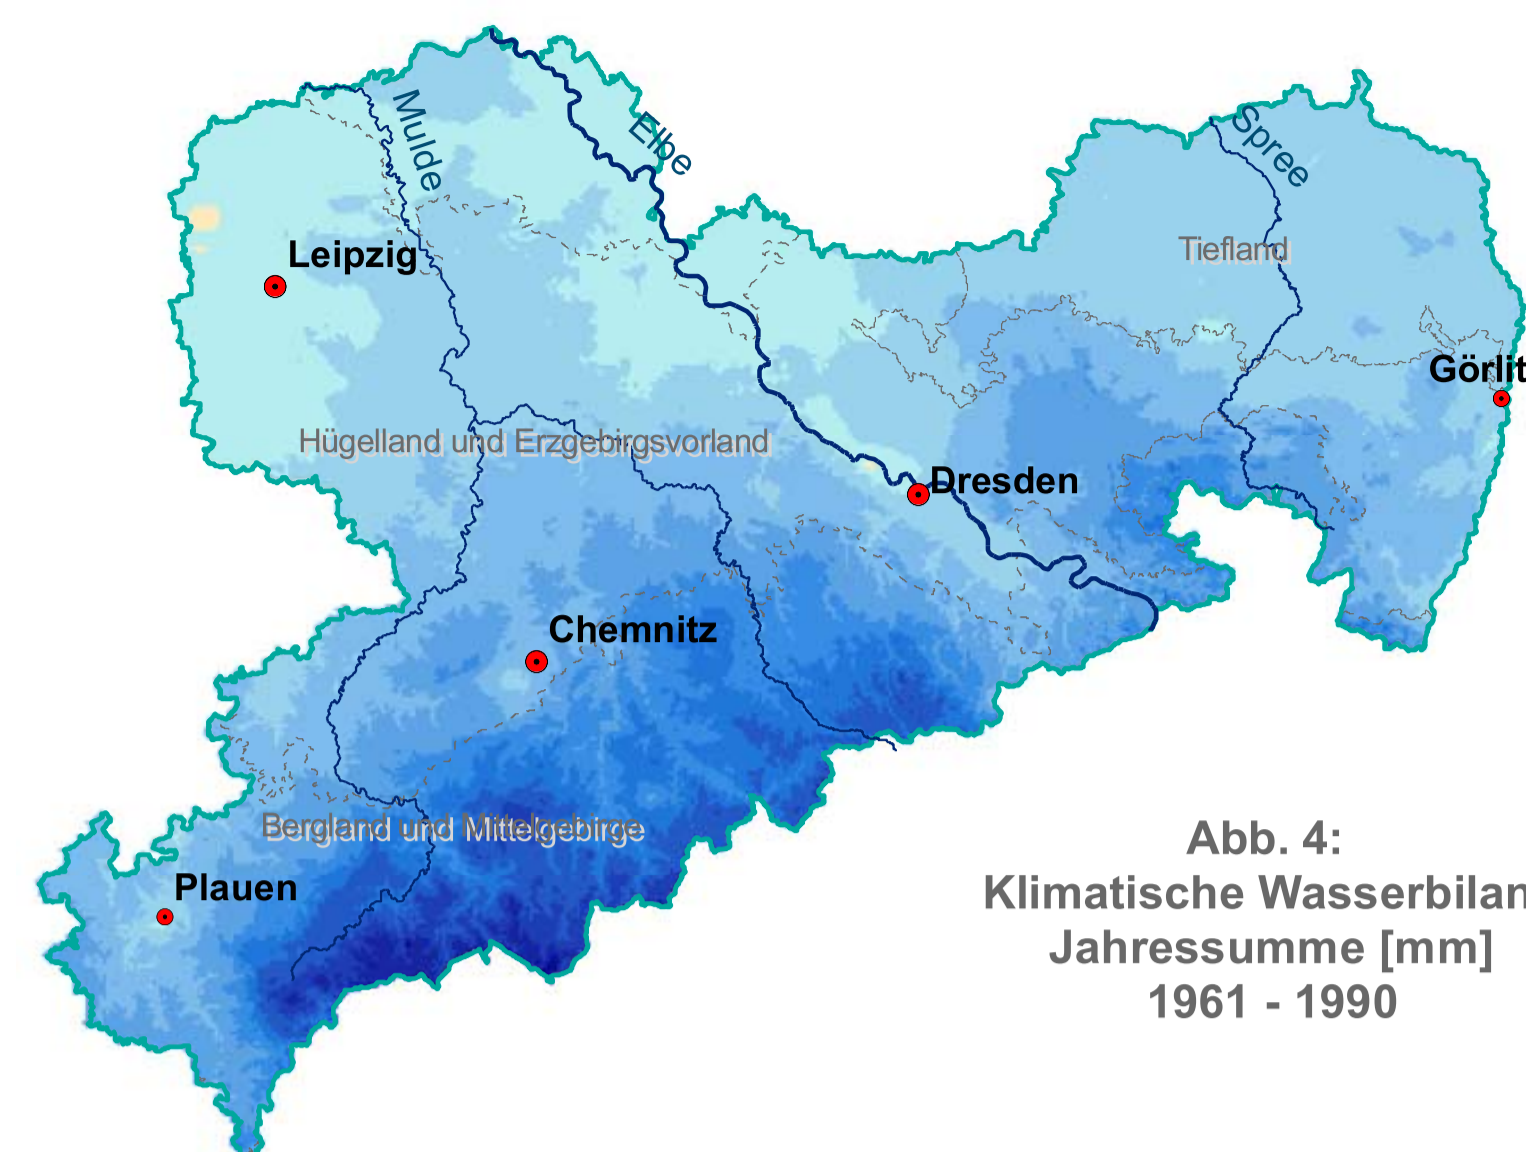 Mulde
Elbe
Spree
Leipzig
Tiefland
Görlit
Hügelland und Erzgebirgsvorland
Dresden
Chemnitz
Bergland und Mittelgebirge
Plauen
Abb. 4:
Klimatische Wasserbilan
Jahressumme [mm]
1961 - 1990